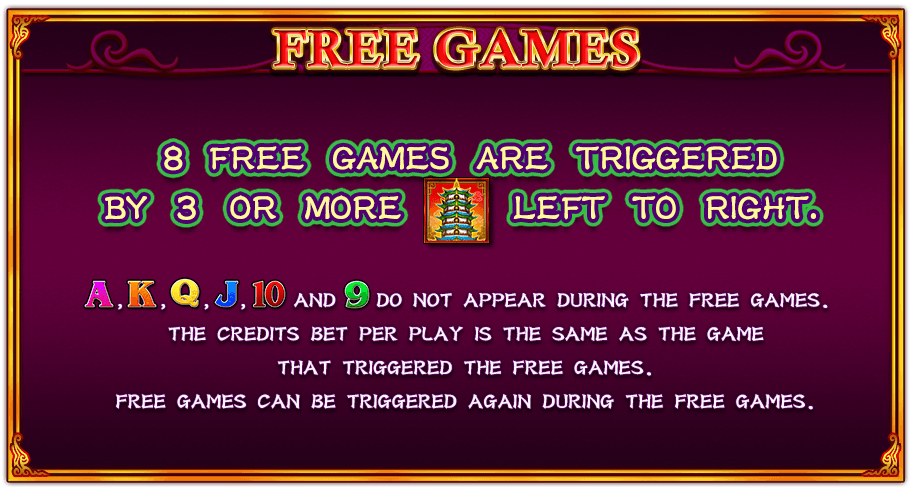 FREE GAMES
8 FREE GAMES ARE TRIGGERED
BY 3 OR MORE LEFT TO RIGHT.
A, K, Q, J, 10 AND 9 DO NOT APPEAR DURING THE FREE GAMES.
THE CREDITS BET PER PLAY IS THE SAME AS THE GAME
THAT TRIGGERED THE FREE GAMES.
FREE GAMES CAN BE TRIGGERED AGAIN DURING THE FREE GAMES.